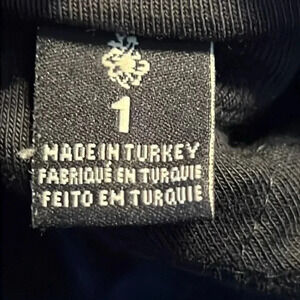 1
MADE IN TURKEY
FABRIQUÉ EN TURQUIE
FEITO EM TURQUIE